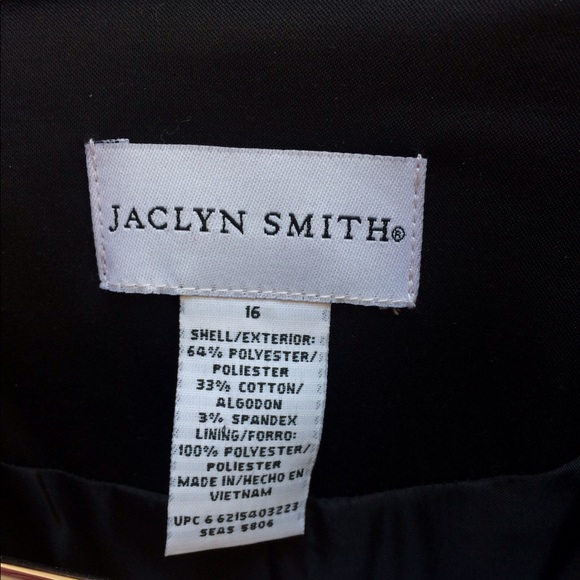 JACLYN SMITH®
16
SHELL/EXTERIOR:
64% POLYESTER/
POLIESTER
33% COTTON/
ALGODON
3% SPANDEX
LINING/FORRO:
100% POLYESTER/
POLIESTER
MADE IN/HECHO EN
VIETNAM
UPC 6 6215403223
SEAS 5806